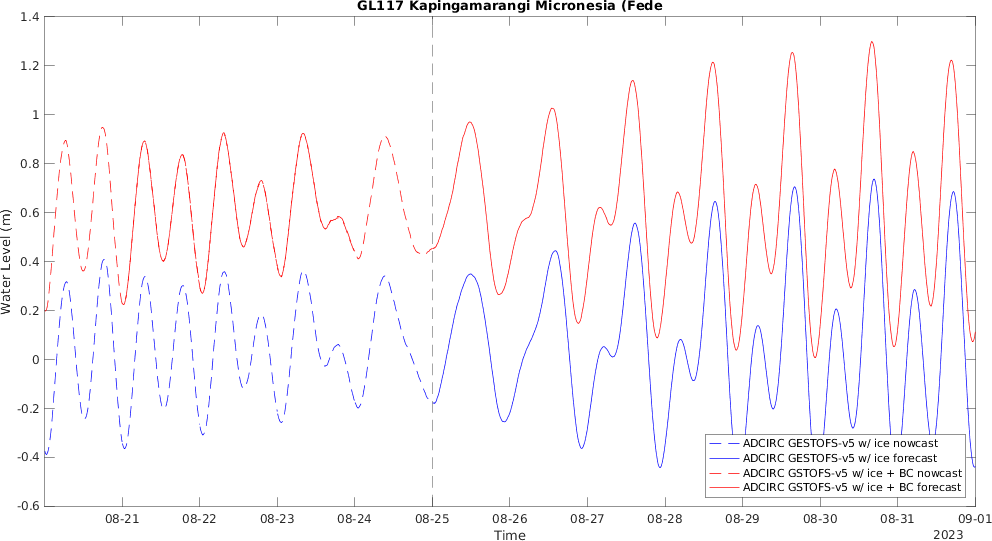 GL117 Kapingamarangi Micronesia (Fede
1.4
1.2
1
0.8
0.6
0.4
0.2
0
-0.2
-0.4
-0.6
Water Level (m)
ADCIRC GESTOFS-v5 w/ ice nowcast
ADCIRC GESTOFS-v5 w/ ice forecast
ADCIRC GSTOFS-v5 w/ ice + BC nowcast
ADCIRC GSTOFS-v5 w/ ice + BC forecast
08-21 08-22 08-23 08-24 08-25 08-26 08-27 08-28 08-29 08-30 08-31 09-01
Time
2023